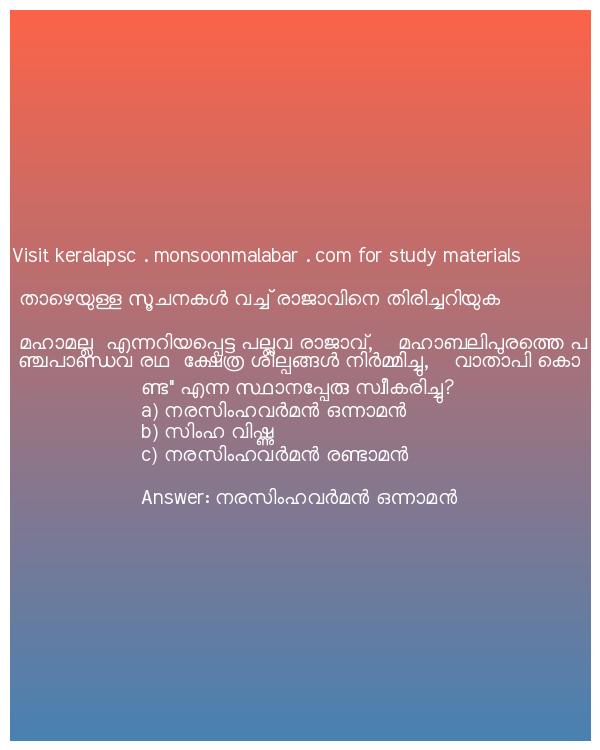 Visit keralapsc . monsoonmalabar . com for study materials
താഴെയുള്ള സൂചനകൾ വച്ച് രാജാവിനെ തിരിച്ചറിയുക
മഹാമല്ല എന്നറിയപ്പെട്ട പല്ലവ രാജാവ്, മഹാബലിപുരത്തെ പ
ഞ്ചപാണ്ഡവ രഥ ക്ഷേത്ര ശില്പങ്ങൾ നിർമ്മിച്ചു, വാതാപി കൊ
ണ്ട" എന്ന സ്ഥാനപ്പേരു സ്വീകരിച്ചു?
a) നരസിംഹവർമൻ ഒന്നാമൻ
b) സിംഹ വിഷ്ണു
c) നരസിംഹവർമൻ രണ്ടാമൻ
Answer: നരസിംഹവർമൻ ഒന്നാമൻ